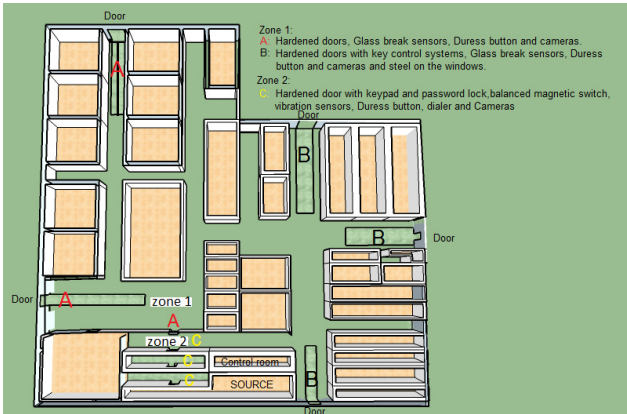 Door
Zone 1:
A: Hardened doors, Glass break sensors, Duress button and cameras.
B: Hardened doors with key control systems, Glass break sensors, Duress
button and cameras and steel on the windows.
Zone 2:
C. Hardened door with keypad and password lock,balanced magnetic switch,
vibration sensors, Duress button, dialer and Cameras
A
Door
B
B
Door
Door
A
zone 1
A
zone 2
C
C
Control room
C
SOURCE
B
Door